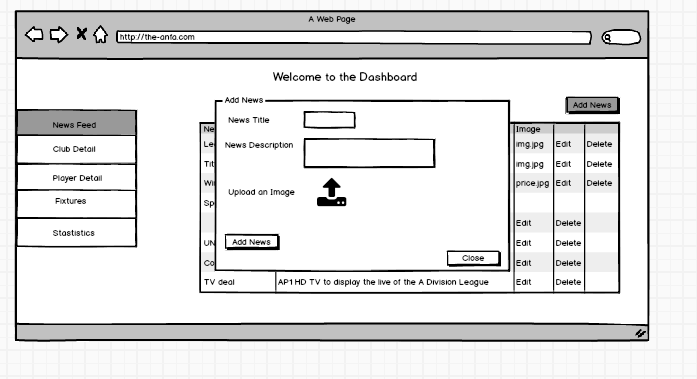 A Web Page
http://the-anfa.com
Welcome to the Dashboard
Add News
News Feed
Club Detail
Player Detail
Fixtures
Stastistics
Add News
News Title
News Description
Upload an Image
Add News
Close
Ne Image
Le img.jpg Edit Delete
Tit img.jpg Edit Delete
Wi price.jpg Edit Delete
Sp
Edit Delete
UN Edit Delete
Co Edit Delete
TV deal AP1 HD TV to display the live of the A Division League Edit Delete